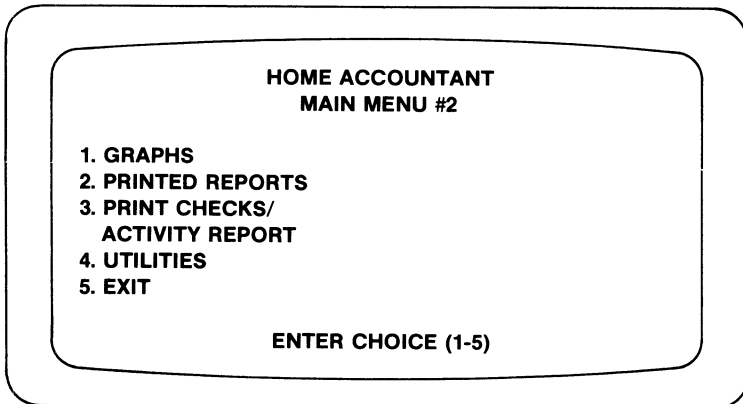 HOME ACCOUNTANT
MAIN MENU #2
1. GRAPHS
2. PRINTED REPORTS
3. PRINT CHECKS/
ACTIVITY REPORT
4. UTILITIES
5. EXIT
ENTER CHOICE (1-5)